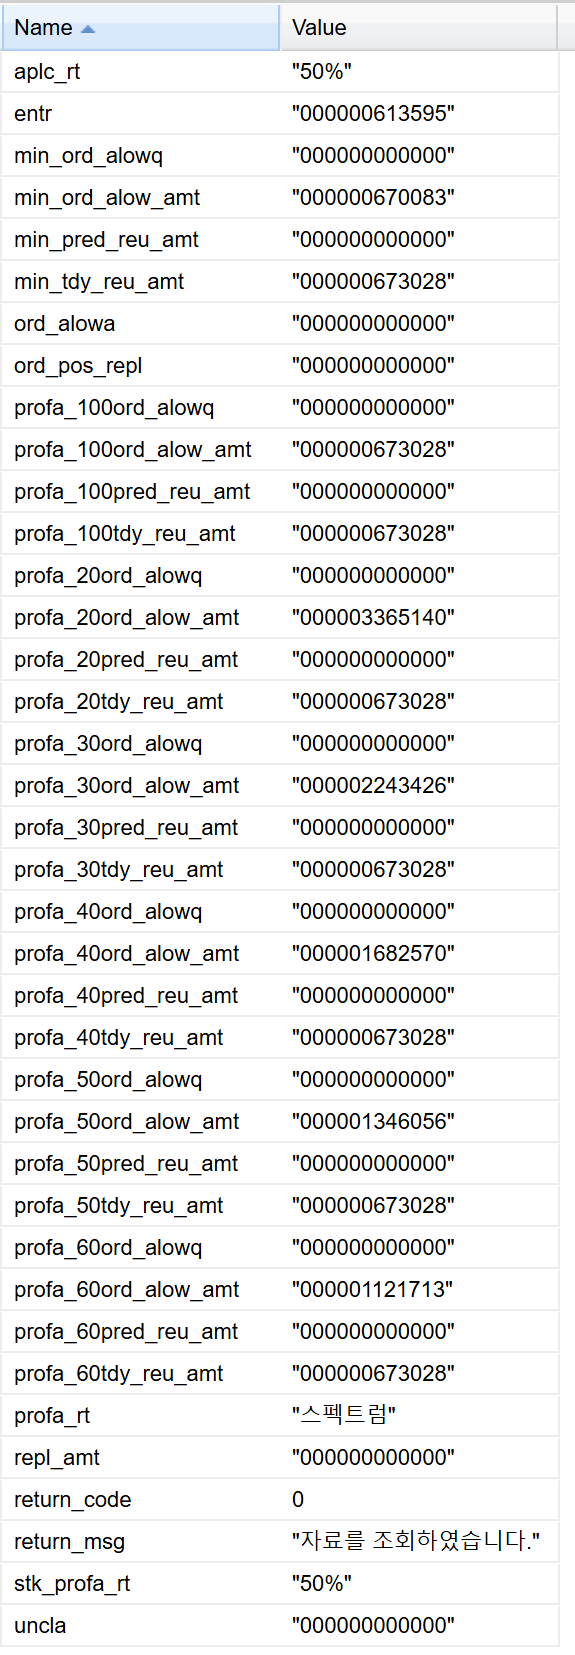 Name Value
aplc_rt "50%"
entr "000000613595"
min_ord_alowq "000000000000"
min_ord_alow_amt "000000670083"
min_pred_reu_amt "000000000000"
min_tdy_reu_amt "000000673028"
ord_alowa "000000000000"
ord_pos_repl "000000000000"
profa_100ord_alowq "000000000000"
profa_100ord_alow_amt "000000673028"
profa_100pred_reu_amt "000000000000"
profa_100tdy_reu_amt "000000673028"
profa_20ord_alowq "000000000000"
profa_20ord_alow_amt "000003365140"
profa_20pred_reu_amt "000000000000"
profa_20tdy_reu_amt "000000673028"
profa_30ord_alowq "000000000000"
profa_30ord_alow_amt "000002243426"
profa_30pred_reu_amt "000000000000"
profa_30tdy_reu_amt "000000673028"
profa_40ord_alowq "000000000000"
profa_40ord_alow_amt "000001682570"
profa_40pred_reu_amt "000000000000"
profa_40tdy_reu_amt "000000673028"
profa_50ord_alowq "000000000000"
profa_50ord_alow_amt "000001346056"
profa_50pred_reu_amt "000000000000"
profa_50tdy_reu_amt "000000673028"
profa_60ord_alowq "000000000000"
profa_60ord_alow_amt "000001121713"
profa_60pred_reu_amt "000000000000"
profa_60tdy_reu_amt "000000673028"
profa_rt "스펙트럼"
repl_amt "000000000000"
return_code 0
return_msg "자료를 조회하였습니다."
stk_profa_rt "50%"
uncla "000000000000"